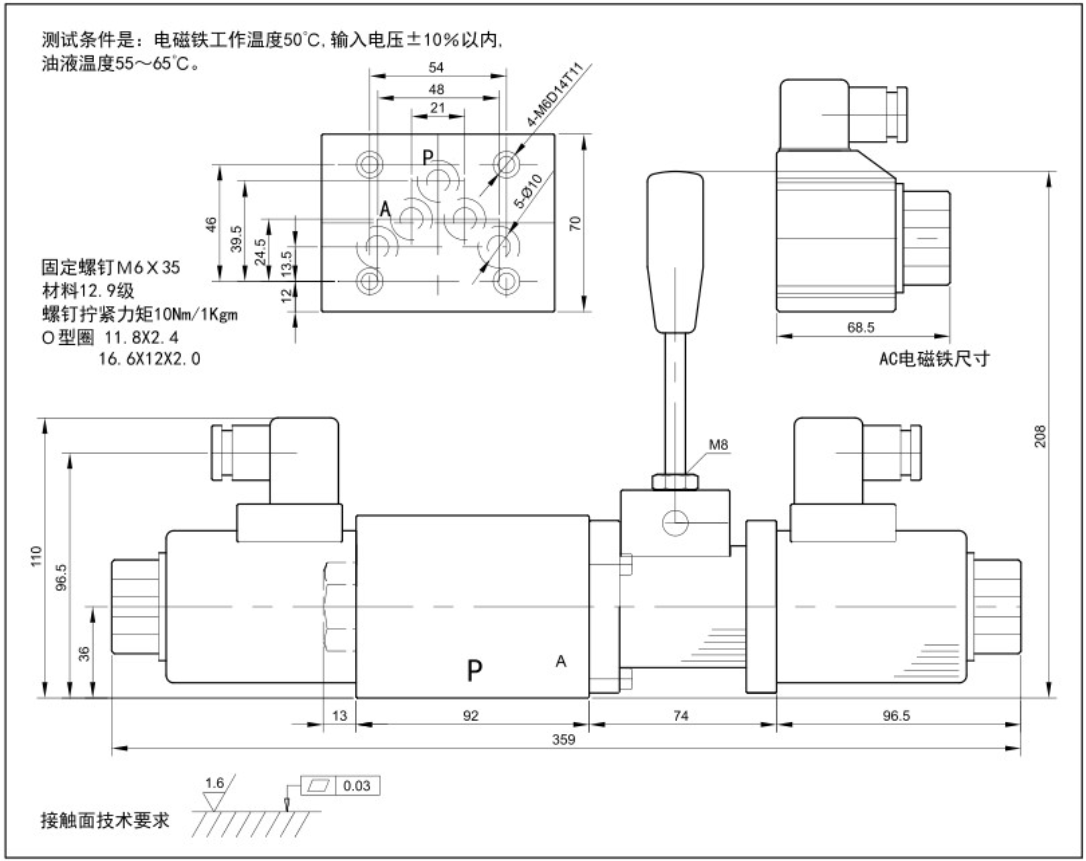 测试条件是：电磁铁工作温度50℃,输入电压±10%以内,
油液温度55～65℃。
54
48
21
4-M6D14T11
P
A
5-Ø10
46
39.5
24.5
13.5
12
70
固定螺钉M6X35
材料12.9级
螺钉拧紧力矩10Nm/1Kgm
O型圈 11.8X2.4
16.6X12X2.0
68.5
AC电磁铁尺寸
208
M8
110
96.5
36
P
A
13
92
74
96.5
359
1.6
0.03
接触面技术要求